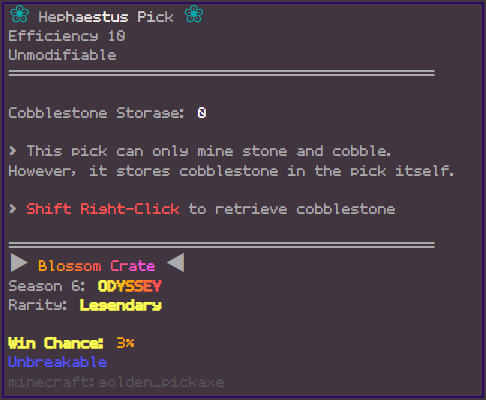 ❀ Hephaestus Pick ❀
Efficiency 10
Unmodifiable
Cobblestone Storage: 0
> This pick can only mine stone and cobble.
However, it stores cobblestone in the pick itself.
> Shift Right-Click to retrieve cobblestone
▶ Blossom Crate ◀
Season 6: ODYSSEY
Rarity: Legendary
Win Chance: 3%
Unbreakable
minecraft:golden_pickaxe